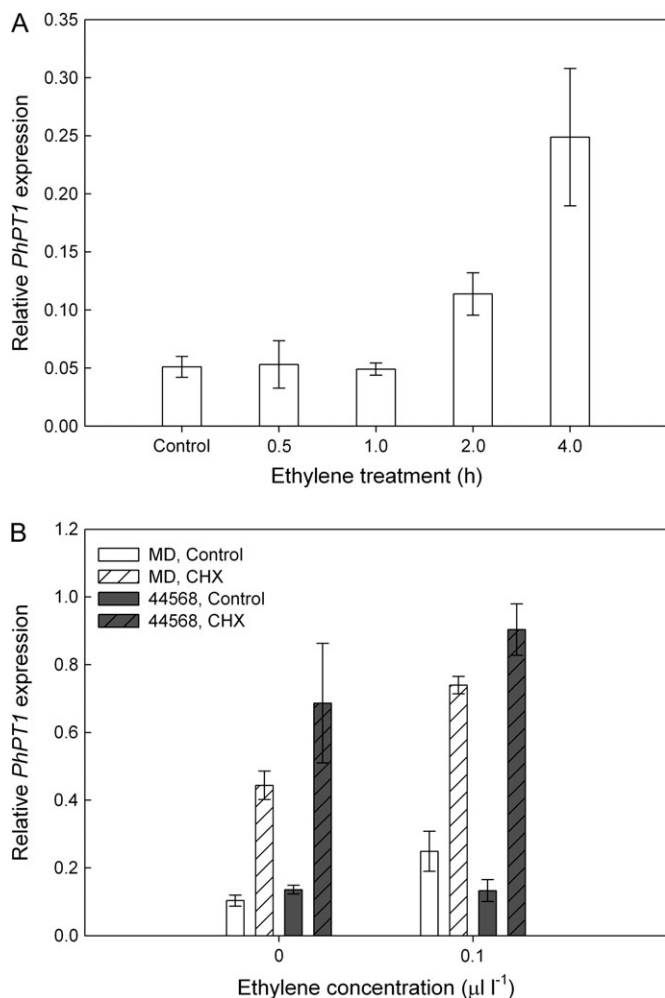 A
0.35
0.30
0.25
0.20
0.15
0.10
0.05
0.00
Relative PhPT1 expression
Control 0.5 1.0 2.0 4.0
Ethylene treatment (h)
B
1.2
1.0
0.8
0.6
0.4
0.2
0.0
Relative PhPT1 expression
MD, Control
MD, CHX
44568, Control
44568, CHX
0 0.1
Ethylene concentration (μl l⁻¹)